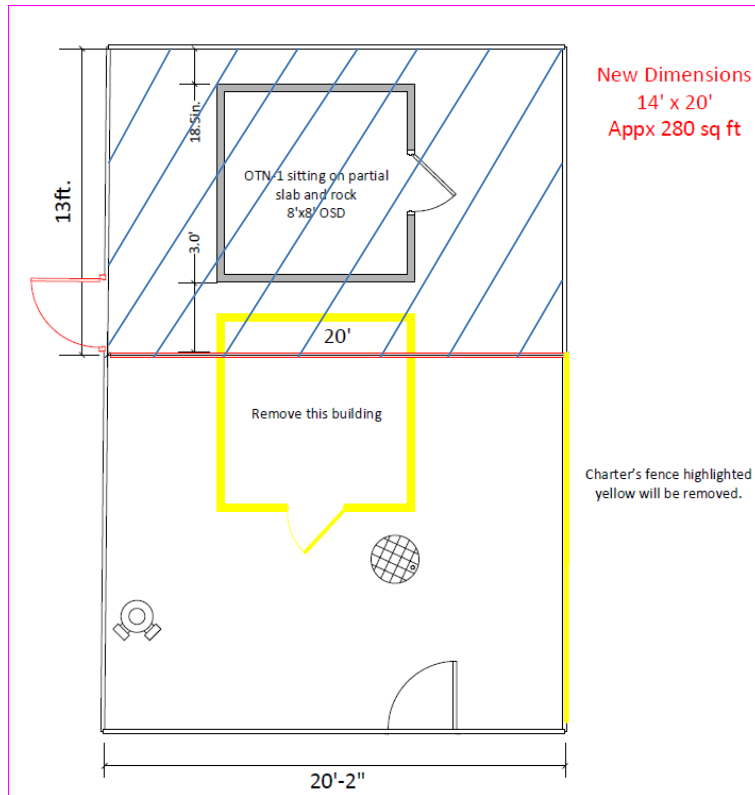 New Dimensions
14' x 20'
Appx 280 sq ft
18.5in.
OTN-1 sitting on partial
slab and rock
8'x8' OSD
13ft.
3.0'
20'
Remove this building
Charter's fence highlighted
yellow will be removed.
20'-2"